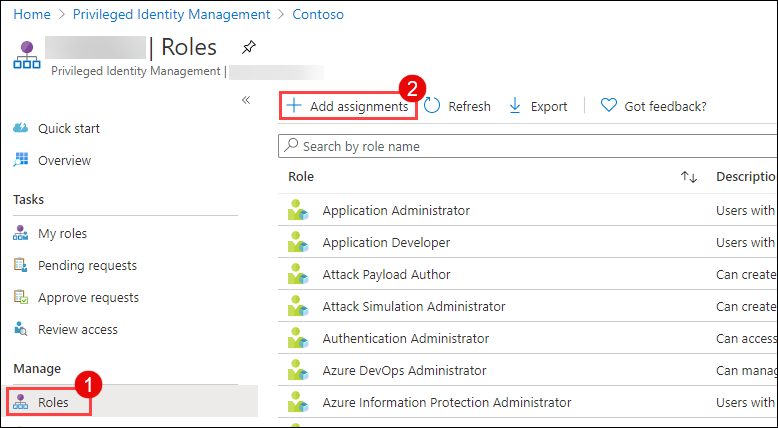 Home > Privileged Identity Management > Contoso
| Roles
Privileged Identity Management |
«
Quick start
Overview
Tasks
My roles
Pending requests
Approve requests
Review access
Manage
1
Roles
2
+ Add assignments Refresh Export Got feedback?
Search by role name
Role ↑↓ Description
Application Administrator Users with
Application Developer Users with
Attack Payload Author Can create
Attack Simulation Administrator Can create
Authentication Administrator Can access
Azure DevOps Administrator Can manag
Azure Information Protection Administrator Users with